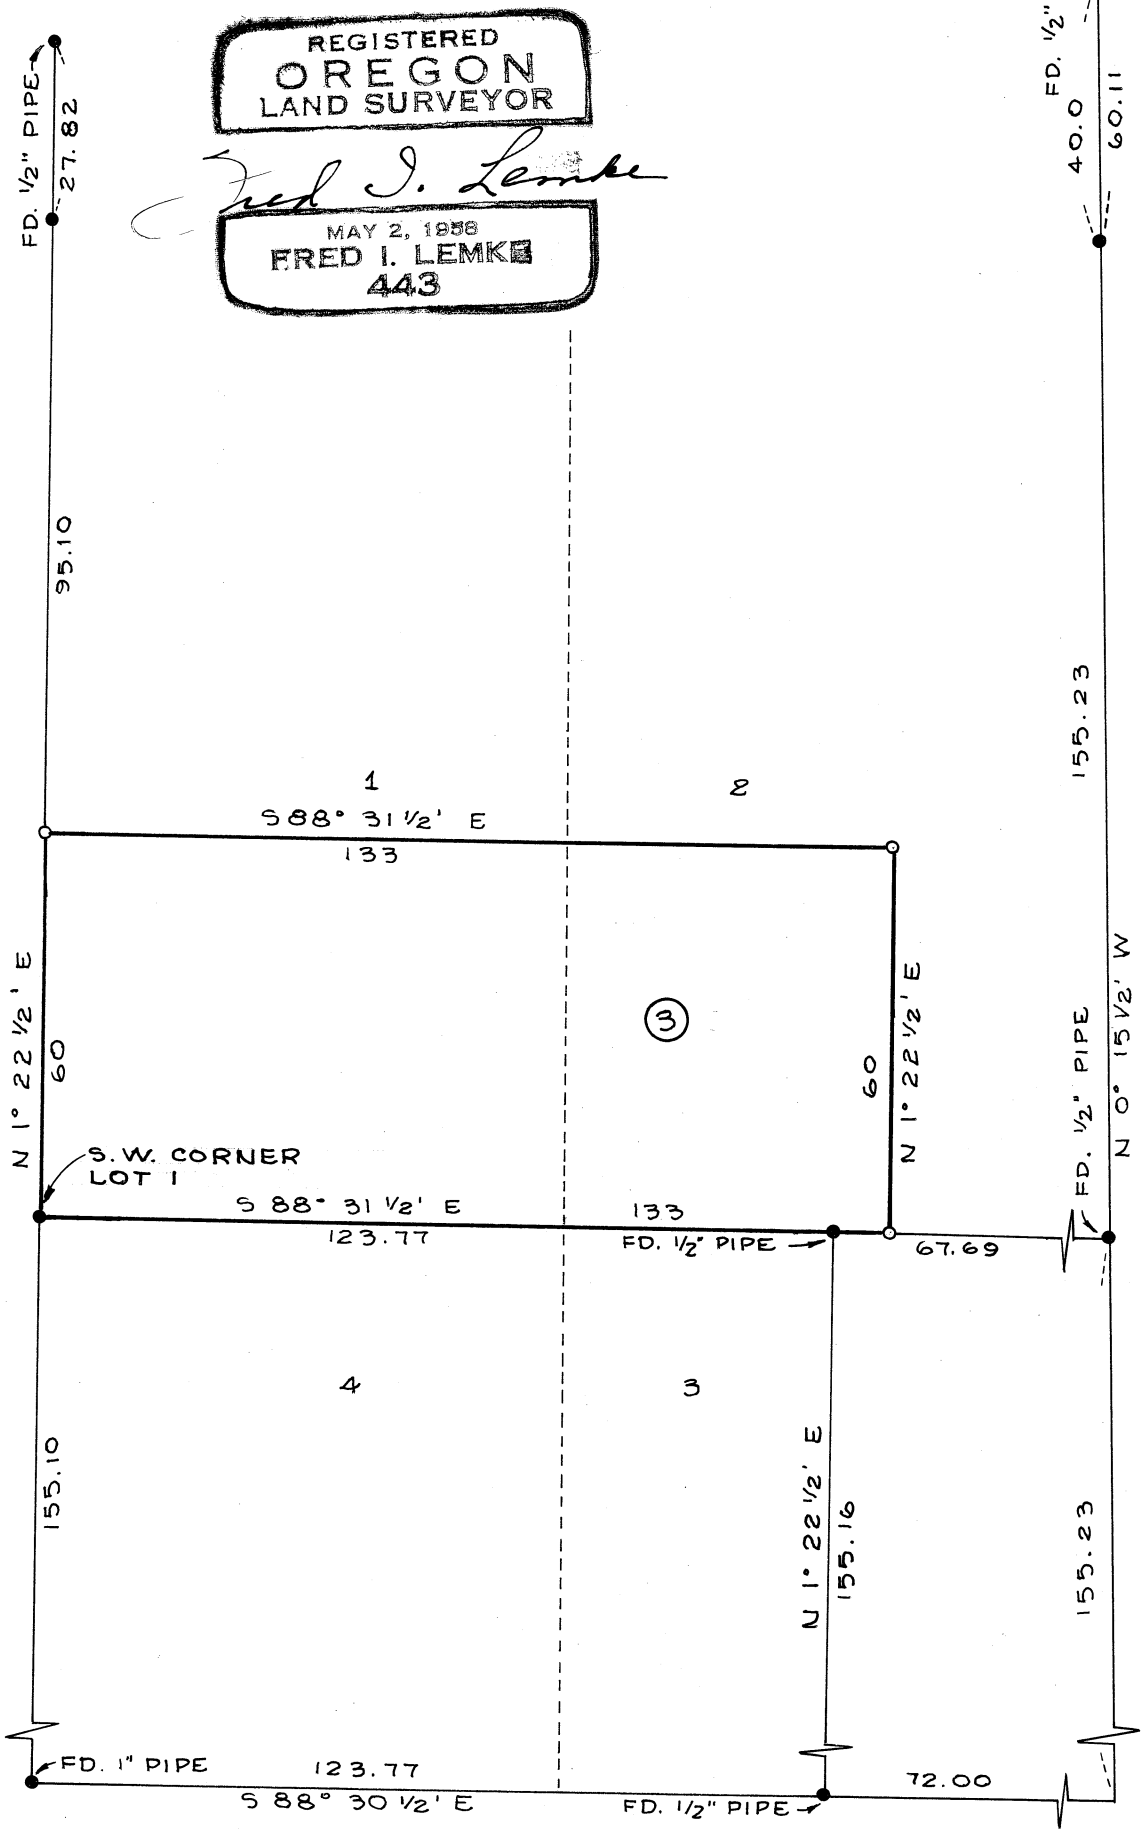 REGISTERED
OREGON
LAND SURVEYOR
Fred I. Lemke
MAY 2, 1958
FRED I. LEMKE
443
FD. 1/2" PIPE
27.82
FD. 1/2"
40.0
60.11
95.10
155.23
1
2
S 88° 31 1/2' E
133
N 1° 22 1/2' E
60
3
60
N 1° 22 1/2' E
FD. 1/2" PIPE
N 0° 15 1/2' W
S.W. CORNER
LOT 1
S 88° 31 1/2' E
133
123.77
FD. 1/2" PIPE
67.69
4
3
155.10
N 1° 22 1/2' E
155.16
155.23
FD. 1" PIPE
123.77
72.00
S 88° 30 1/2' E
FD. 1/2" PIPE